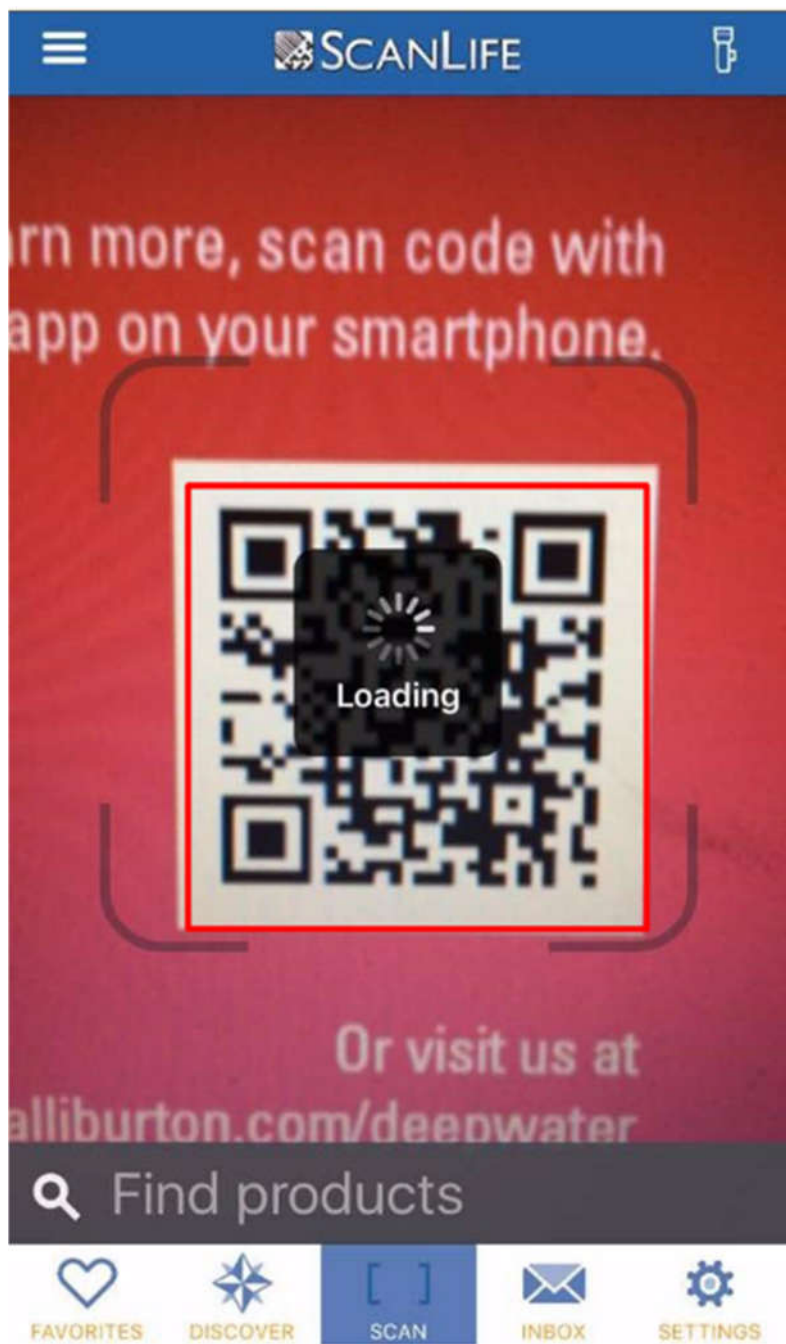 SCANLIFE
rn more, scan code with
app on your smartphone.
Loading
Or visit us at
alliburton.com/deepwater
Find products
FAVORITES DISCOVER SCAN INBOX SETTINGS